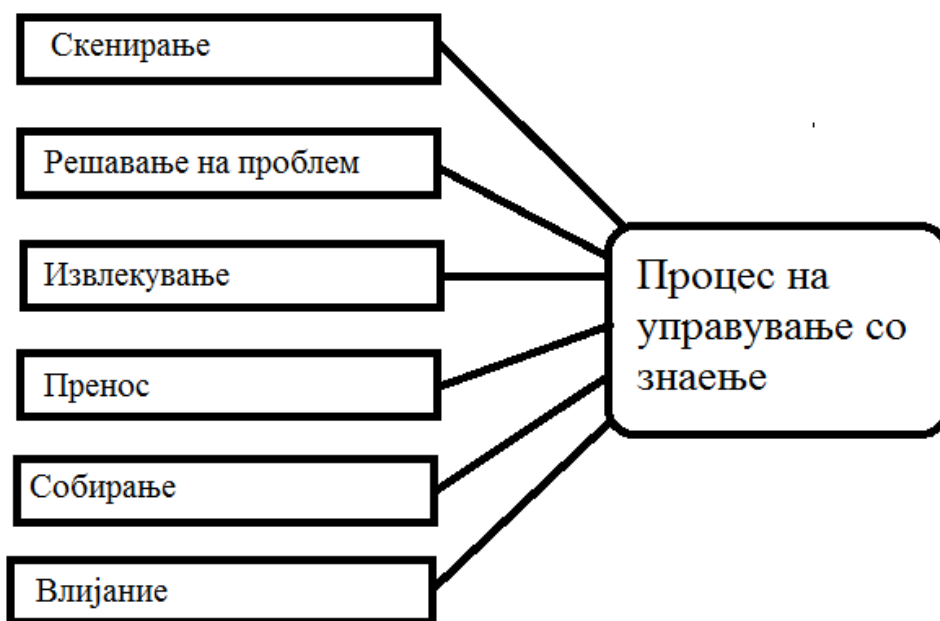 Скенирање
Решавање на проблем
Извлекување
Пренос
Собирање
Влијание
Процес на
управување со
знаење